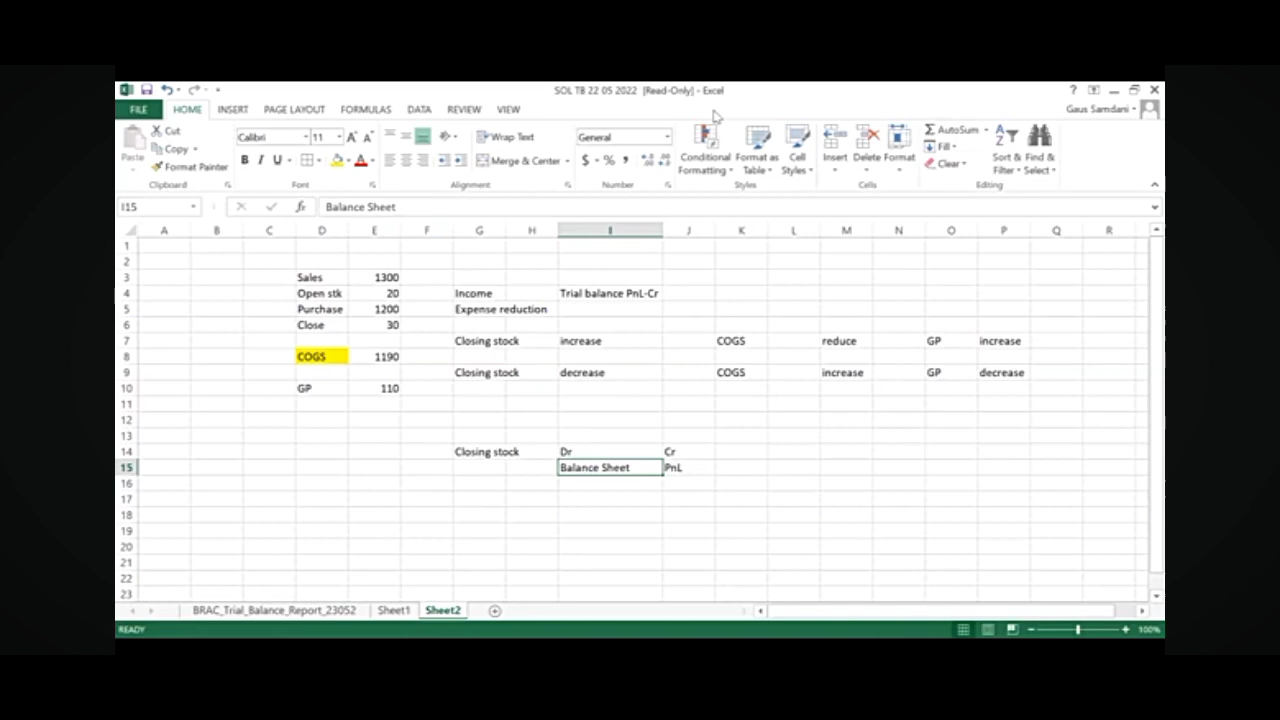 SOL TB 22 05 2022 [Read-Only] - Excel
FILE HOME INSERT PAGE LAYOUT FORMULAS DATA REVIEW VIEW Gaus Samdani
Paste Cut Copy Format Painter Clipboard
Calibri 11 B I U Font
Wrap Text Merge & Center Alignment
General $ % , Number
Conditional Formatting Format as Table Cell Styles Styles
Insert Delete Format Cells
AutoSum Fill Clear Sort & Filter Find & Select Editing
I15 fx Balance Sheet
A B C D E F G H I J K L M N O P Q R
1
2
3 Sales 1300
4 Open stk 20 Income Trial balance PnL-Cr
5 Purchase 1200 Expense reduction
6 Close 30
7 Closing stock increase COGS reduce GP increase
8 COGS 1190
9 Closing stock decrease COGS increase GP decrease
10 GP 110
11
12
13
14 Closing stock Dr Cr
15 Balance Sheet PnL
16
17
18
19
20
21
22
23
BRAC_Trial_Balance_Report_23052 Sheet1 Sheet2
READY 100%